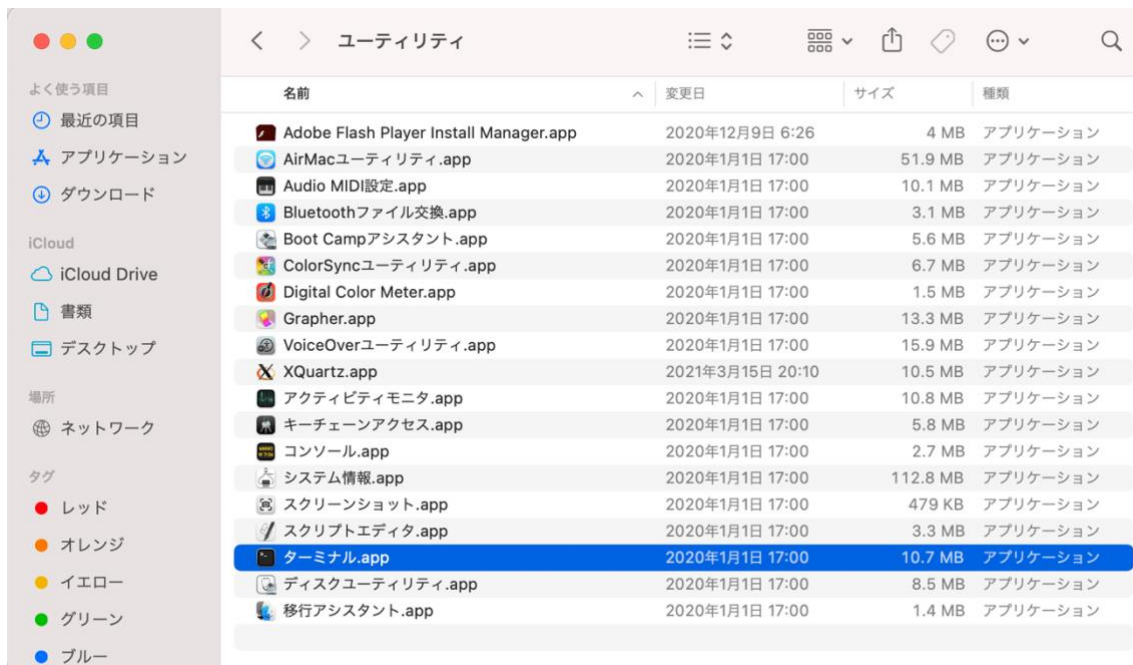 ユーティリティ
よく使う項目
最近の項目
アプリケーション
ダウンロード
iCloud
iCloud Drive
書類
デスクトップ
場所
ネットワーク
タグ
レッド
オレンジ
イエロー
グリーン
ブルー
名前 変更日 サイズ 種類
Adobe Flash Player Install Manager.app 2020年12月9日 6:26 4 MB アプリケーション
AirMacユーティリティ.app 2020年1月1日 17:00 51.9 MB アプリケーション
Audio MIDI設定.app 2020年1月1日 17:00 10.1 MB アプリケーション
Bluetoothファイル交換.app 2020年1月1日 17:00 3.1 MB アプリケーション
Boot Campアシスタント.app 2020年1月1日 17:00 5.6 MB アプリケーション
ColorSyncユーティリティ.app 2020年1月1日 17:00 6.7 MB アプリケーション
Digital Color Meter.app 2020年1月1日 17:00 1.5 MB アプリケーション
Grapher.app 2020年1月1日 17:00 13.3 MB アプリケーション
VoiceOverユーティリティ.app 2020年1月1日 17:00 15.9 MB アプリケーション
XQuartz.app 2021年3月15日 20:10 10.5 MB アプリケーション
アクティビティモニタ.app 2020年1月1日 17:00 10.8 MB アプリケーション
キーチェーンアクセス.app 2020年1月1日 17:00 5.8 MB アプリケーション
コンソール.app 2020年1月1日 17:00 2.7 MB アプリケーション
システム情報.app 2020年1月1日 17:00 112.8 MB アプリケーション
スクリーンショット.app 2020年1月1日 17:00 479 KB アプリケーション
スクリプトエディタ.app 2020年1月1日 17:00 3.3 MB アプリケーション
ターミナル.app 2020年1月1日 17:00 10.7 MB アプリケーション
ディスクユーティリティ.app 2020年1月1日 17:00 8.5 MB アプリケーション
移行アシスタント.app 2020年1月1日 17:00 1.4 MB アプリケーション